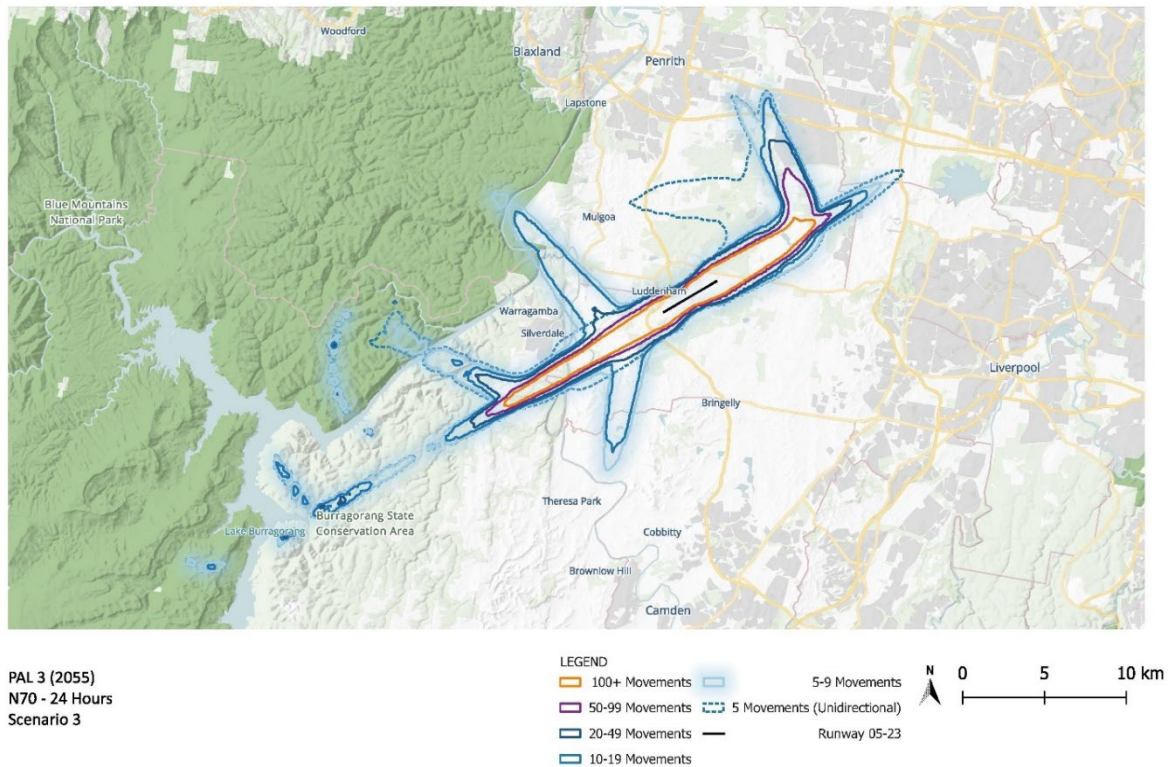 Woodford
Blaxland
Penrith
Lapstone
Blue Mountains
National Park
Mulgoa
Luddenham
Warragamba
Silverdale
Liverpool
Bringelly
Theresa Park
Burragorang State
Conservation Area
Lake Burragorang
Cobbitty
Brownlow Hill
Camden
PAL 3 (2055)
N70 - 24 Hours
Scenario 3
LEGEND
100+ Movements
50-99 Movements
20-49 Movements
10-19 Movements
5-9 Movements
5 Movements (Unidirectional)
Runway 05-23
N
0 5 10 km